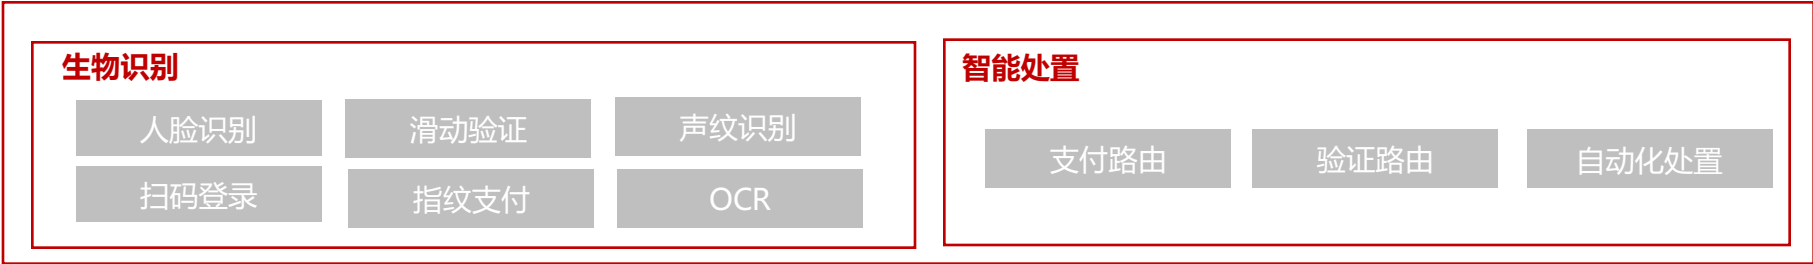 生物识别
人脸识别
滑动验证
声纹识别
扫码登录
指纹支付
OCR
智能处置
支付路由
验证路由
自动化处置